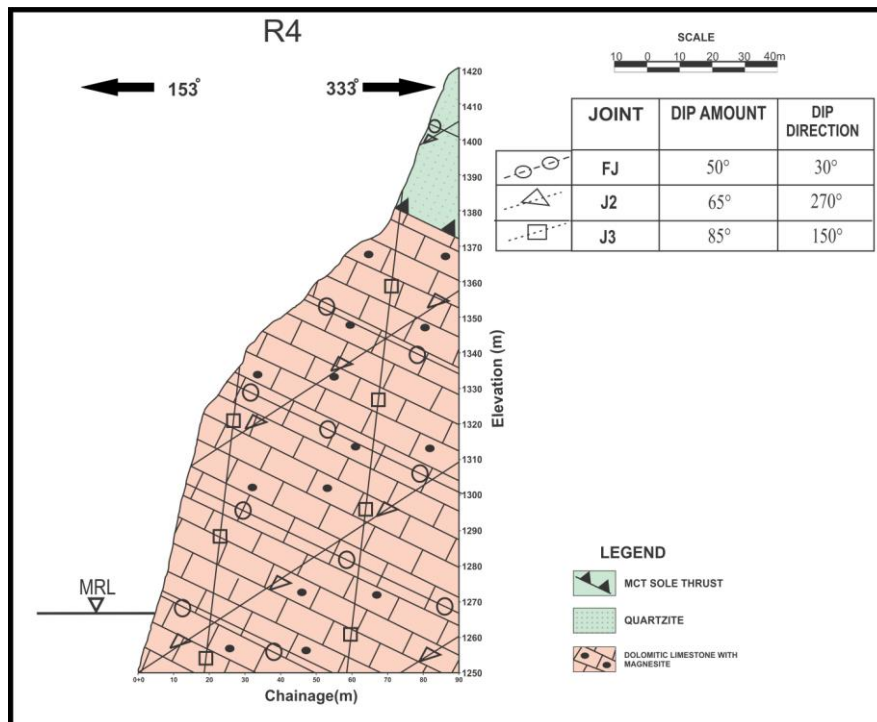 R4
SCALE
10 0 10 20 30 40m
153° 333°
JOINT DIP AMOUNT DIP DIRECTION
FJ 50° 30°
J2 65° 270°
J3 85° 150°
1420
1410
1400
1390
1380
1370
1360
1350
1340
1330
1320
1310
1300
1290
1280
1270
1260
1250
Elevation (m)
MRL
0+0 10 20 30 40 50 60 70 80 90
Chainage(m)
LEGEND
MCT SOLE THRUST
QUARTZITE
DOLOMITIC LIMESTONE WITH
MAGNESITE